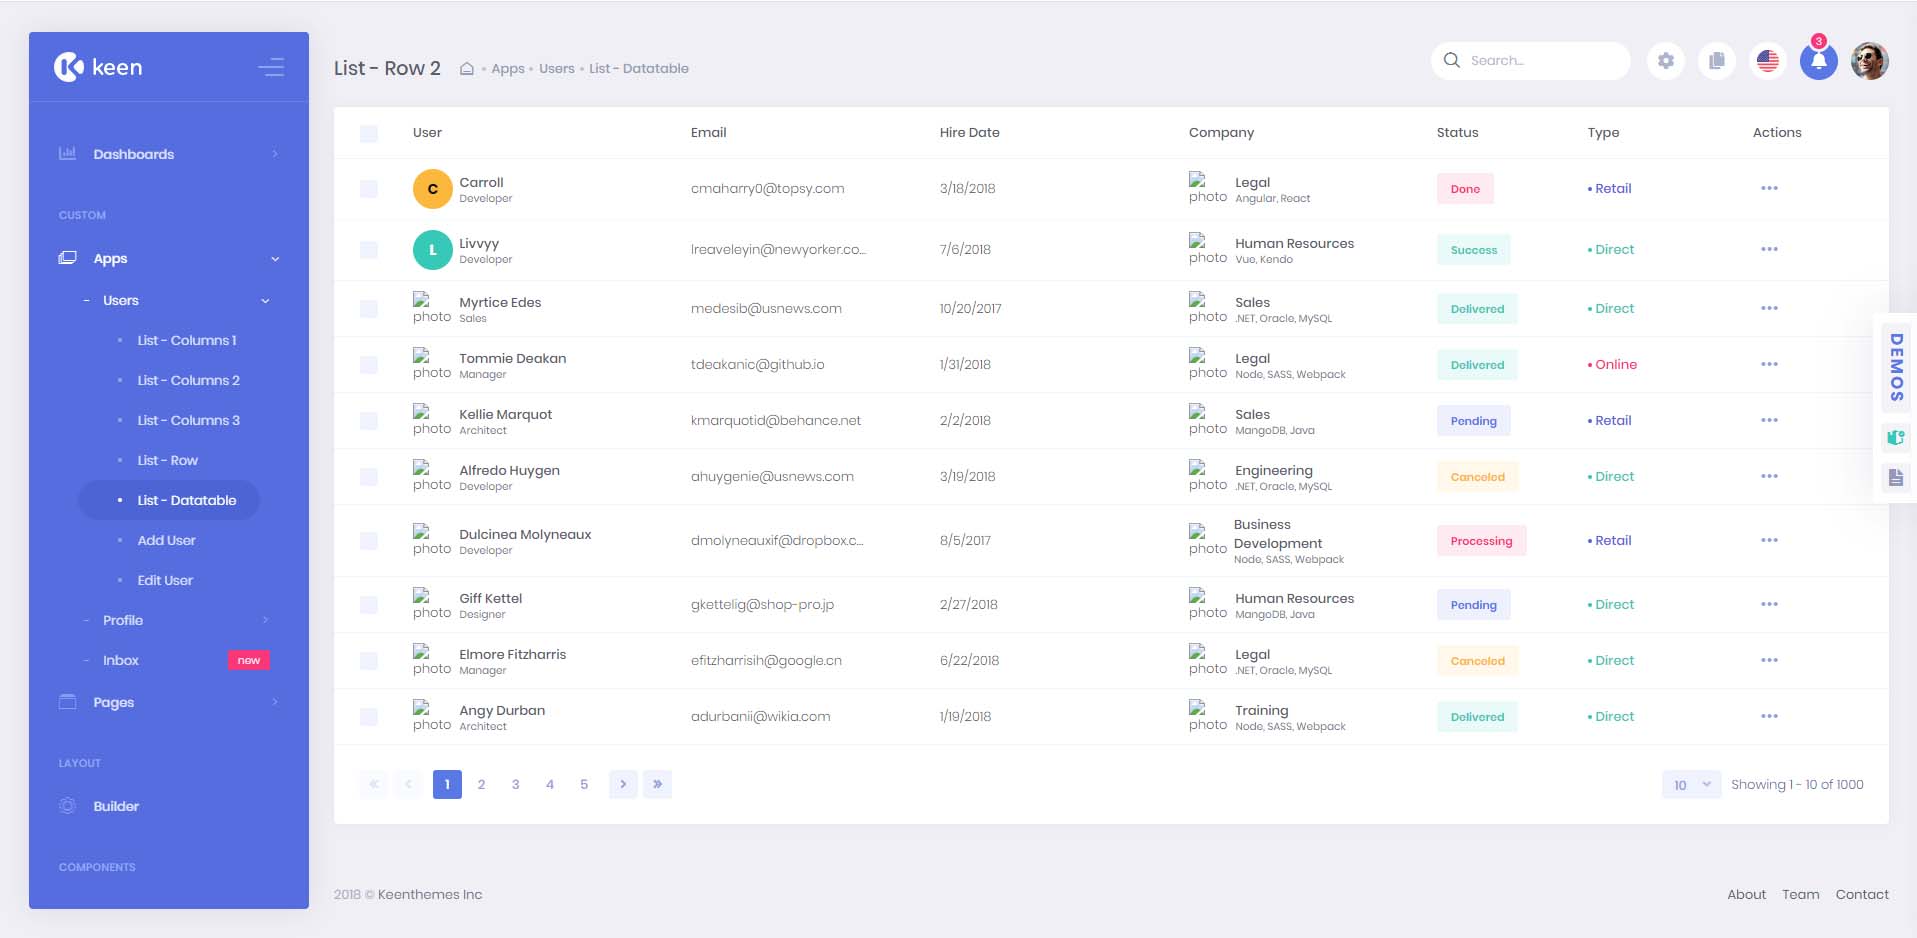 keen
Dashboards
CUSTOM
Apps
- Users
List - Columns 1
List - Columns 2
List - Columns 3
List - Row
List - Datatable
Add User
Edit User
- Profile
- Inbox new
Pages
LAYOUT
Builder
COMPONENTS
List - Row 2 • Apps • Users • List - Datatable
Search...
3
User Email Hire Date Company Status Type Actions
C Carroll
Developer
cmaharry0@topsy.com 3/18/2018
photo Legal
Angular, React
Done • Retail •••
L Livvyy
Developer
lreaveleyin@newyorker.co... 7/6/2018
photo Human Resources
Vue, Kendo
Success • Direct •••
photo Myrtice Edes
Sales
medesib@usnews.com 10/20/2017
photo Sales
.NET, Oracle, MySQL
Delivered • Direct •••
photo Tommie Deakan
Manager
tdeakanic@github.io 1/31/2018
photo Legal
Node, SASS, Webpack
Delivered • Online •••
photo Kellie Marquot
Architect
kmarquotid@behance.net 2/2/2018
photo Sales
MangoDB, Java
Pending • Retail •••
photo Alfredo Huygen
Developer
ahuygenie@usnews.com 3/19/2018
photo Engineering
.NET, Oracle, MySQL
Canceled • Direct •••
photo Dulcinea Molyneaux
Developer
dmolyneauxif@dropbox.c... 8/5/2017
photo Business
Development
Node, SASS, Webpack
Processing • Retail •••
photo Giff Kettel
Designer
gkettelig@shop-pro.jp 2/27/2018
photo Human Resources
MangoDB, Java
Pending • Direct •••
photo Elmore Fitzharris
Manager
efitzharrisih@google.cn 6/22/2018
photo Legal
.NET, Oracle, MySQL
Canceled • Direct •••
photo Angy Durban
Architect
adurbanii@wikia.com 1/19/2018
photo Training
Node, SASS, Webpack
Delivered • Direct •••
« ‹ 1 2 3 4 5 › »
10 Showing 1 - 10 of 1000
DEMOS
2018 © Keenthemes Inc
About Team Contact